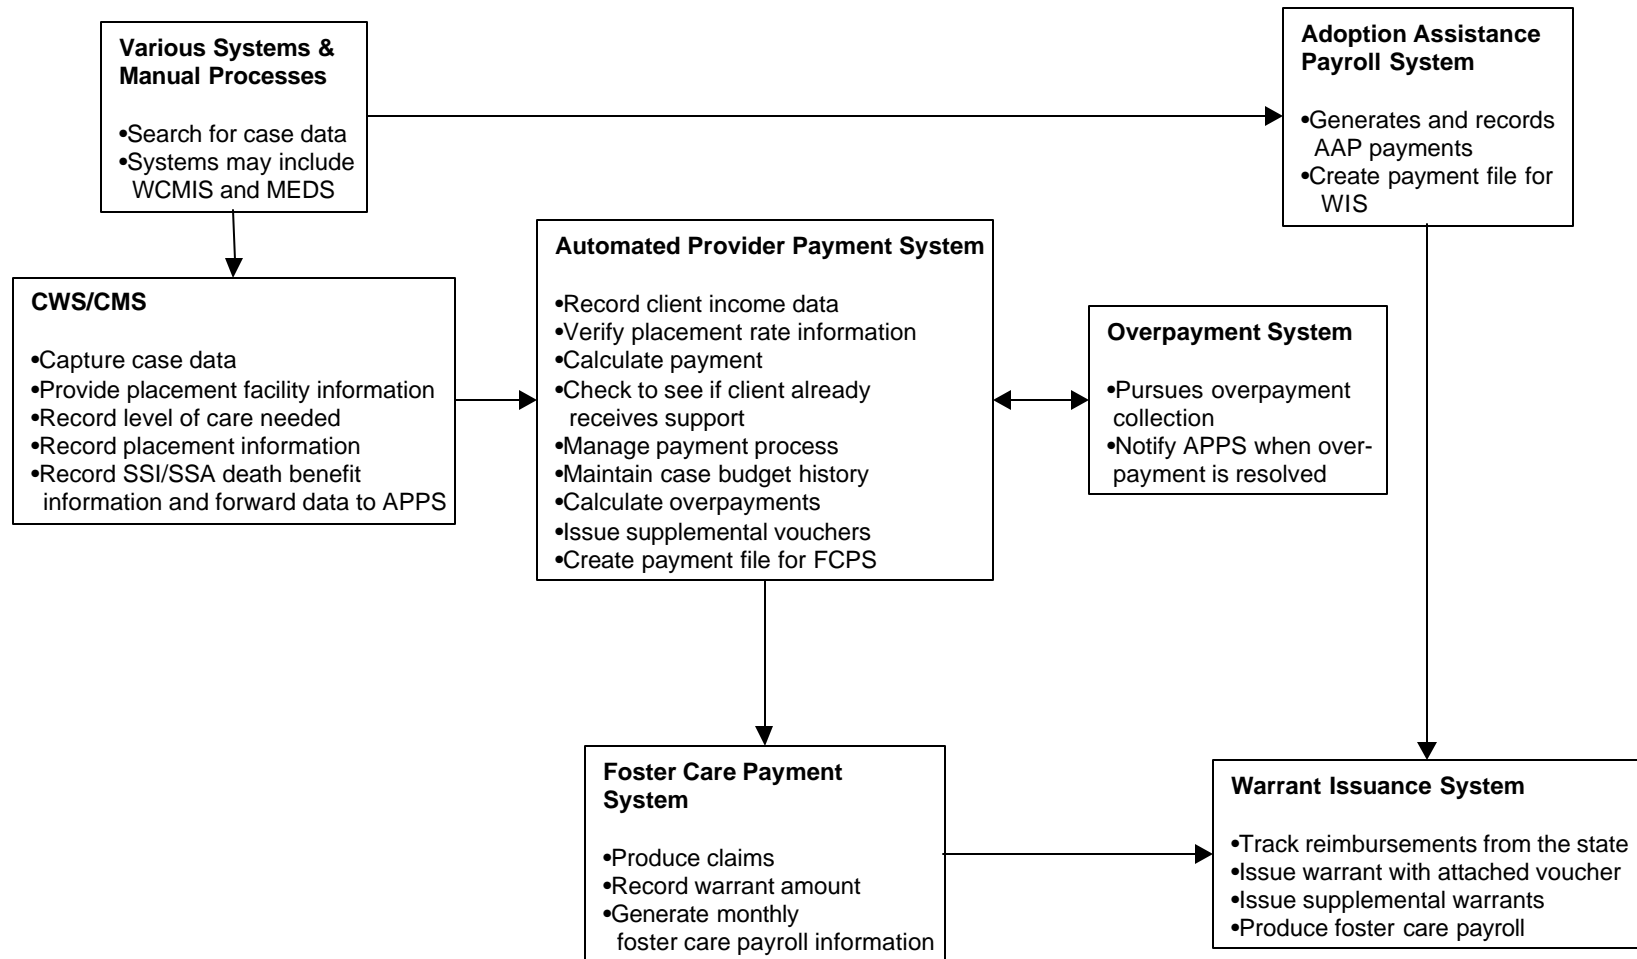 Various Systems &
Manual Processes
•Search for case data
•Systems may include
WCMIS and MEDS
Adoption Assistance
Payroll System
•Generates and records
AAP payments
•Create payment file for
WIS
CWS/CMS
•Capture case data
•Provide placement facility information
•Record level of care needed
•Record placement information
•Record SSI/SSA death benefit
information and forward data to APPS
Automated Provider Payment System
•Record client income data
•Verify placement rate information
•Calculate payment
•Check to see if client already
receives support
•Manage payment process
•Maintain case budget history
•Calculate overpayments
•Issue supplemental vouchers
•Create payment file for FCPS
Overpayment System
•Pursues overpayment
collection
•Notify APPS when over-
payment is resolved
Foster Care Payment
System
•Produce claims
•Record warrant amount
•Generate monthly
foster care payroll information
Warrant Issuance System
•Track reimbursements from the state
•Issue warrant with attached voucher
•Issue supplemental warrants
•Produce foster care payroll